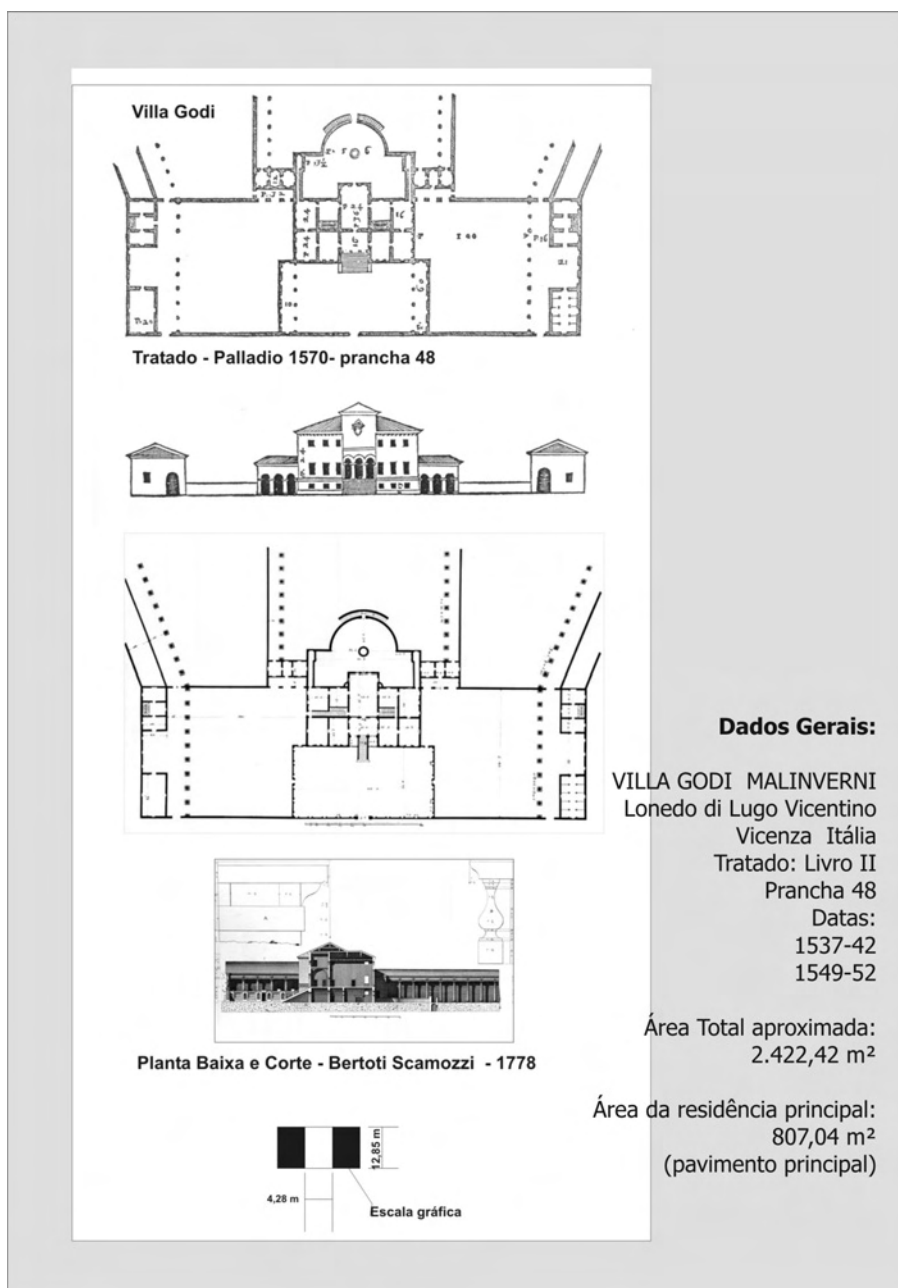 Villa Godi
Tratado - Palladio 1570- prancha 48
Planta Baixa e Corte - Bertoti Scamozzi - 1778
12,85 m
4,28 m
Escala gráfica
Dados Gerais:
VILLA GODI MALINVERNI
Lonedo di Lugo Vicentino
Vicenza Itália
Tratado: Livro II
Prancha 48
Datas:
1537-42
1549-52
Área Total aproximada:
2.422,42 m²
Área da residência principal:
807,04 m²
(pavimento principal)